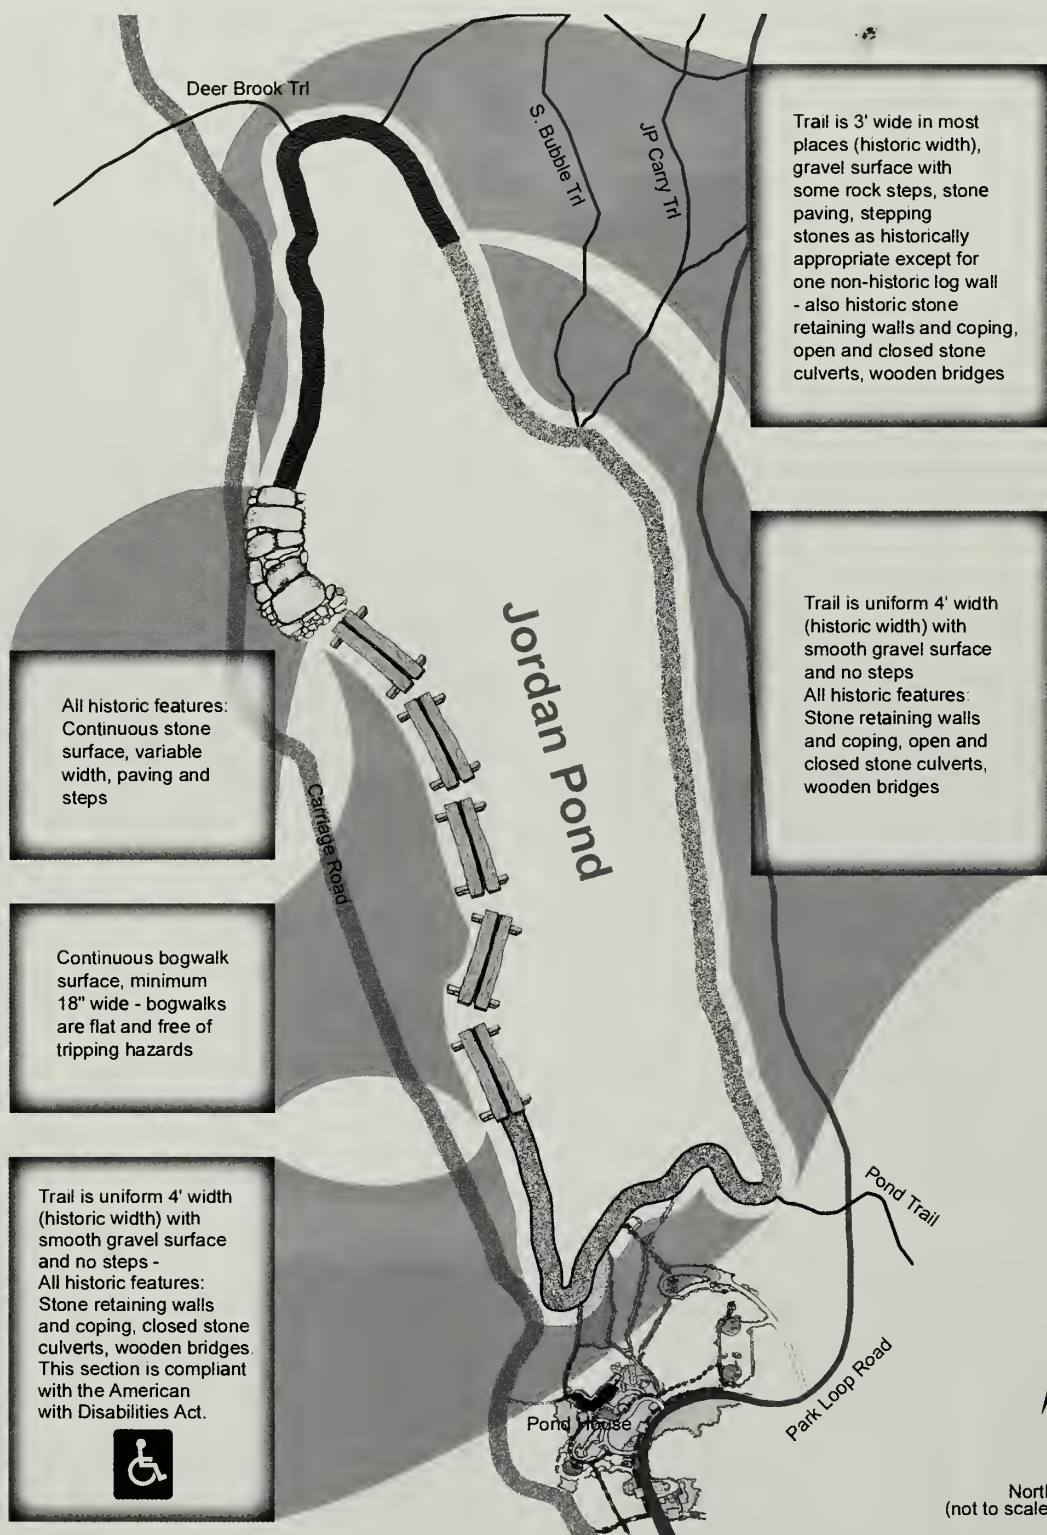 Deer Brook Trl
S. Bubble Trl
JP Carry Trl
Trail is 3' wide in most
places (historic width),
gravel surface with
some rock steps, stone
paving, stepping
stones as historically
appropriate except for
one non-historic log wall
- also historic stone
retaining walls and coping,
open and closed stone
culverts, wooden bridges
Trail is uniform 4' width
(historic width) with
smooth gravel surface
and no steps
All historic features:
Stone retaining walls
and coping, open and
closed stone culverts,
wooden bridges
Jordan Pond
All historic features:
Continuous stone
surface, variable
width, paving and
steps
Carriage Road
Continuous bogwalk
surface, minimum
18" wide - bogwalks
are flat and free of
tripping hazards
Trail is uniform 4' width
(historic width) with
smooth gravel surface
and no steps -
All historic features:
Stone retaining walls
and coping, closed stone
culverts, wooden bridges.
This section is compliant
with the American
with Disabilities Act.
Pond Trail
Park Loop Road
Pond House
Nort
(not to scale